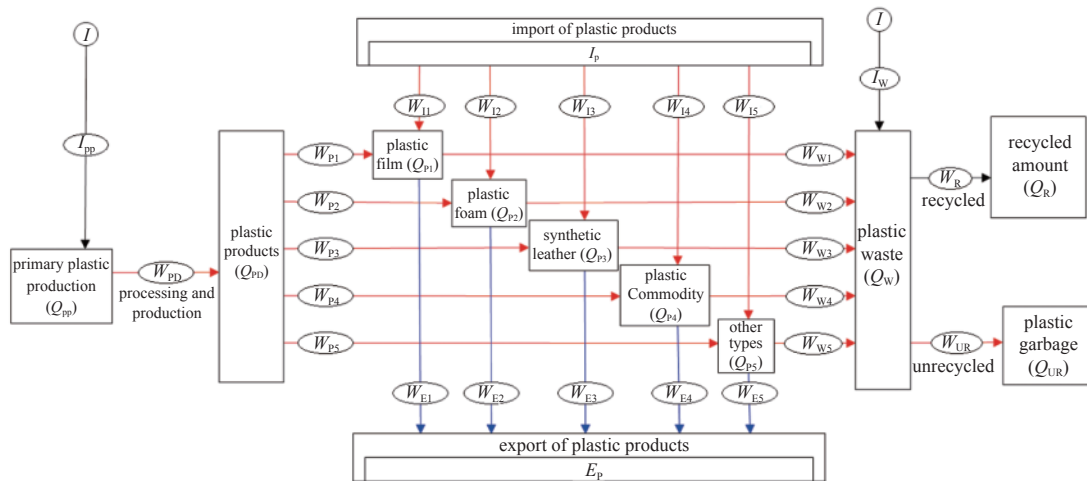 I
import of plastic products
I
I_P
I_W
W_I1
W_I2
W_I3
W_I4
W_I5
I_pp
W_P1
plastic
film (Q_P1)
W_W1
recycled
amount
(Q_R)
W_R
recycled
W_P2
plastic
foam (Q_P2)
W_W2
plastic
products
(Q_PD)
W_P3
synthetic
leather (Q_P3)
W_W3
plastic
waste
(Q_W)
primary plastic
production
(Q_pp)
W_PD
processing and
production
W_P4
plastic
Commodity
(Q_P4)
W_W4
W_P5
other
types
(Q_P5)
W_W5
W_UR
unrecycled
plastic
garbage
(Q_UR)
W_E1
W_E2
W_E3
W_E4
W_E5
export of plastic products
E_P